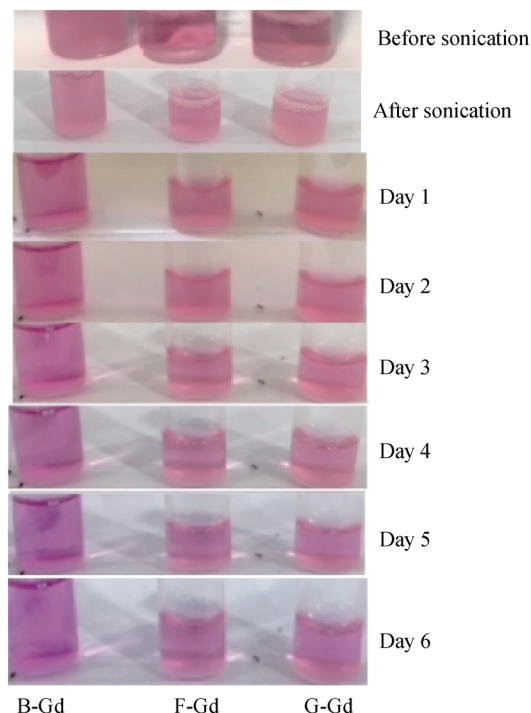 Before sonication
After sonication
Day 1
Day 2
Day 3
Day 4
Day 5
Day 6
B-Gd F-Gd G-Gd